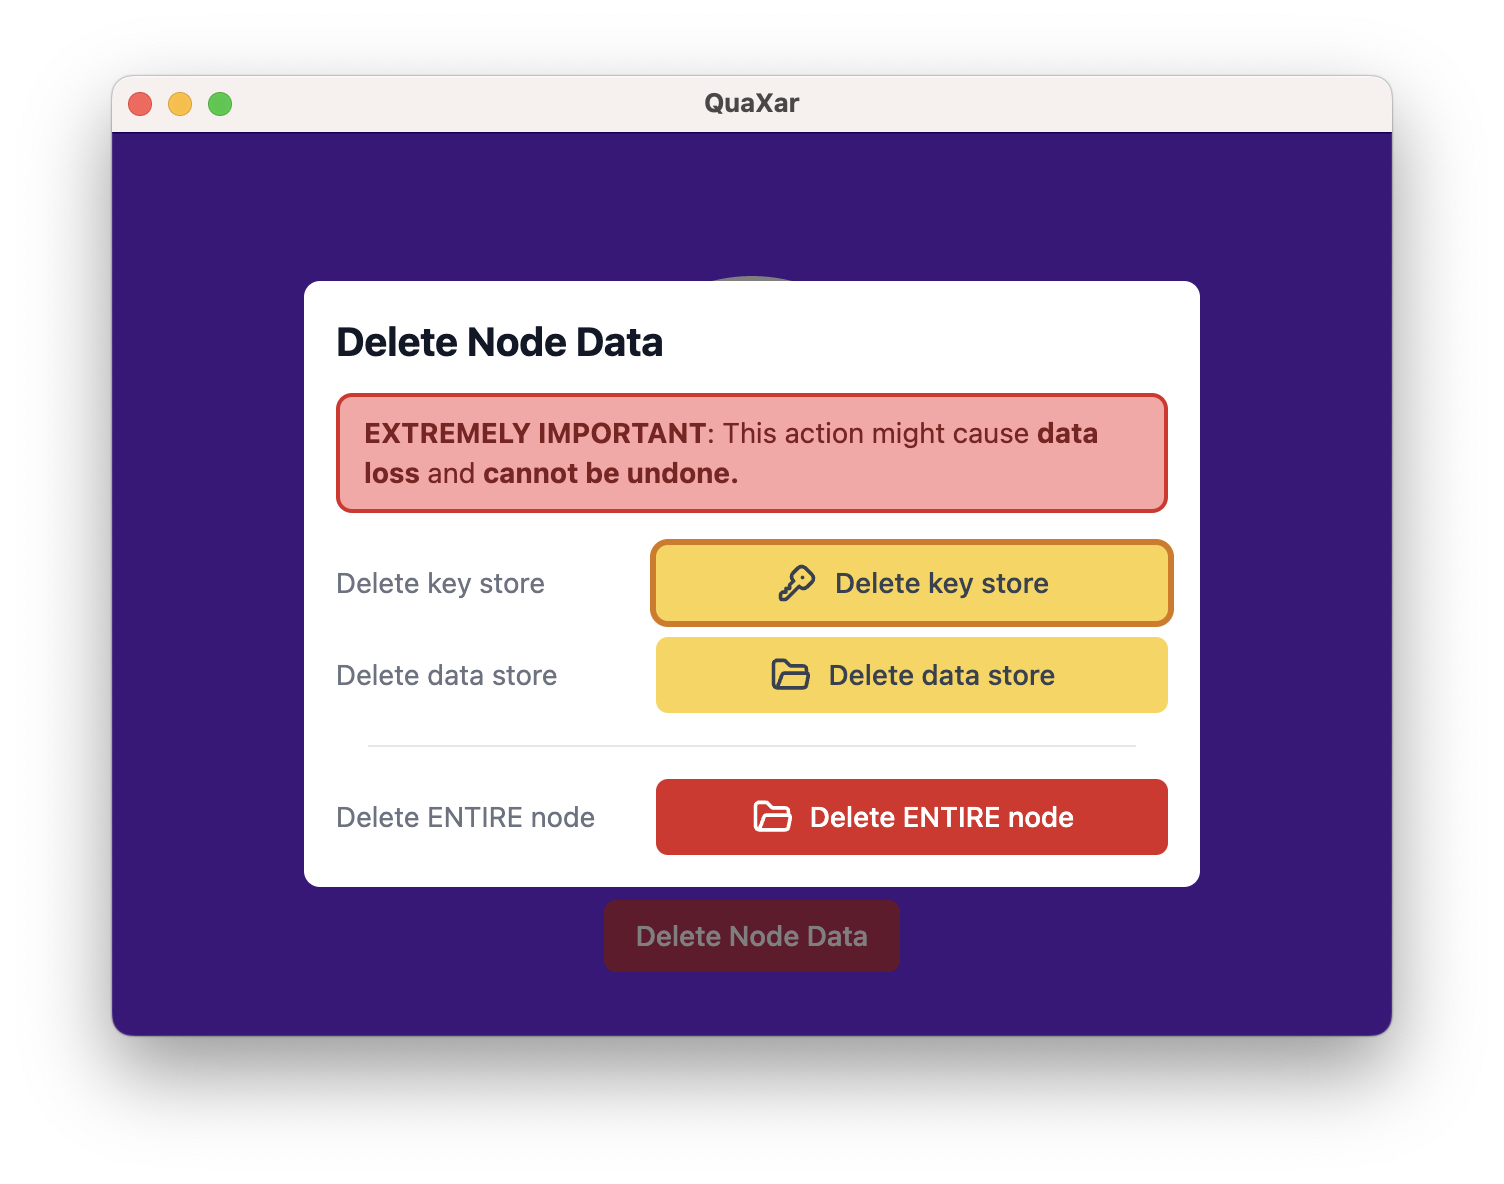 QuaXar
Delete Node Data
EXTREMELY IMPORTANT: This action might cause data
loss and cannot be undone.
Delete key store
Delete key store
Delete data store
Delete data store
Delete ENTIRE node
Delete ENTIRE node
Delete Node Data